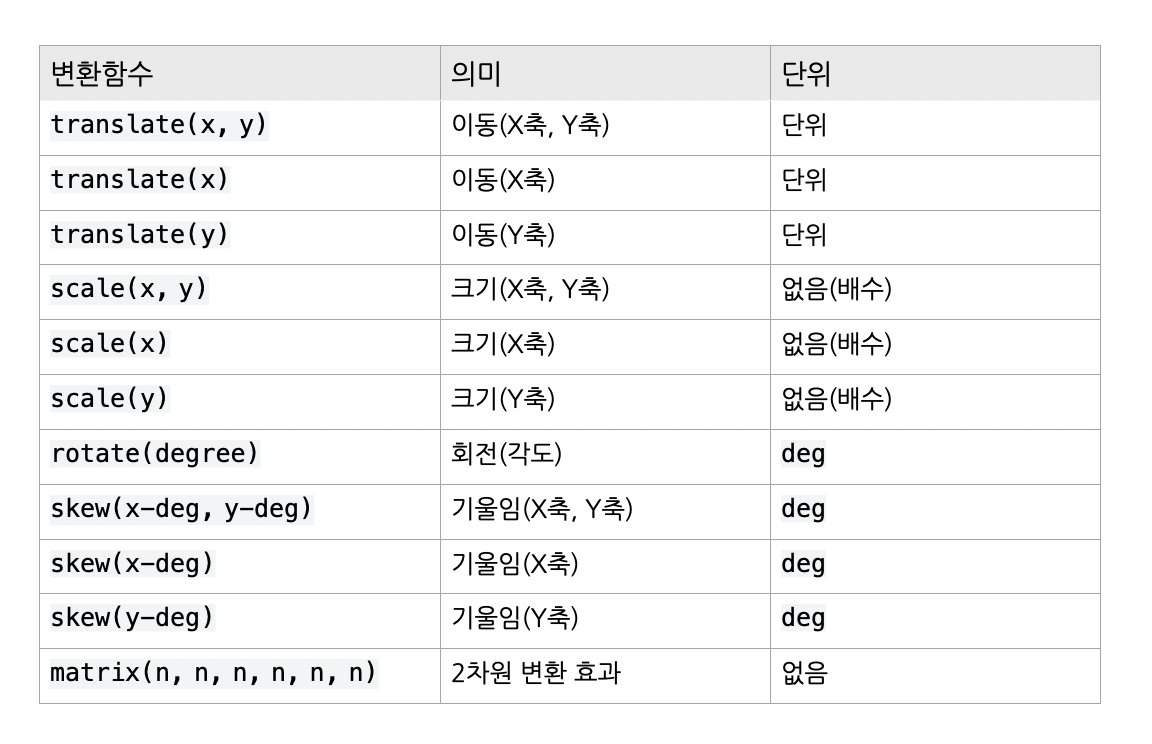 변환함수 의미 단위
translate(x, y) 이동(X축, Y축) 단위
translate(x) 이동(X축) 단위
translate(y) 이동(Y축) 단위
scale(x, y) 크기(X축, Y축) 없음(배수)
scale(x) 크기(X축) 없음(배수)
scale(y) 크기(Y축) 없음(배수)
rotate(degree) 회전(각도) deg
skew(x-deg, y-deg) 기울임(X축, Y축) deg
skew(x-deg) 기울임(X축) deg
skew(y-deg) 기울임(Y축) deg
matrix(n, n, n, n, n, n) 2차원 변환 효과 없음